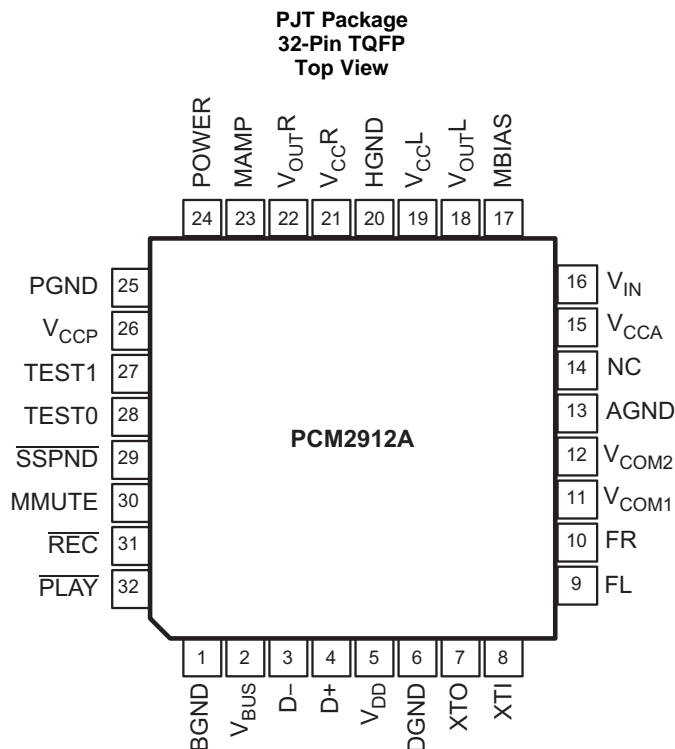 PJT Package
32-Pin TQFP
Top View
POWER
MAMP
VOUTR
VCCR
HGND
VCCL
VOUTL
MBIAS
24 23 22 21 20 19 18 17
PGND 25
VCCP 26
TEST1 27
TEST0 28
SSPND 29
MMUTE 30
REC 31
PLAY 32
PCM2912A
16 VIN
15 VCCA
14 NC
13 AGND
12 VCOM2
11 VCOM1
10 FR
9 FL
1 2 3 4 5 6 7 8
BGND
VBUS
D−
D+
VDD
DGND
XTO
XTI